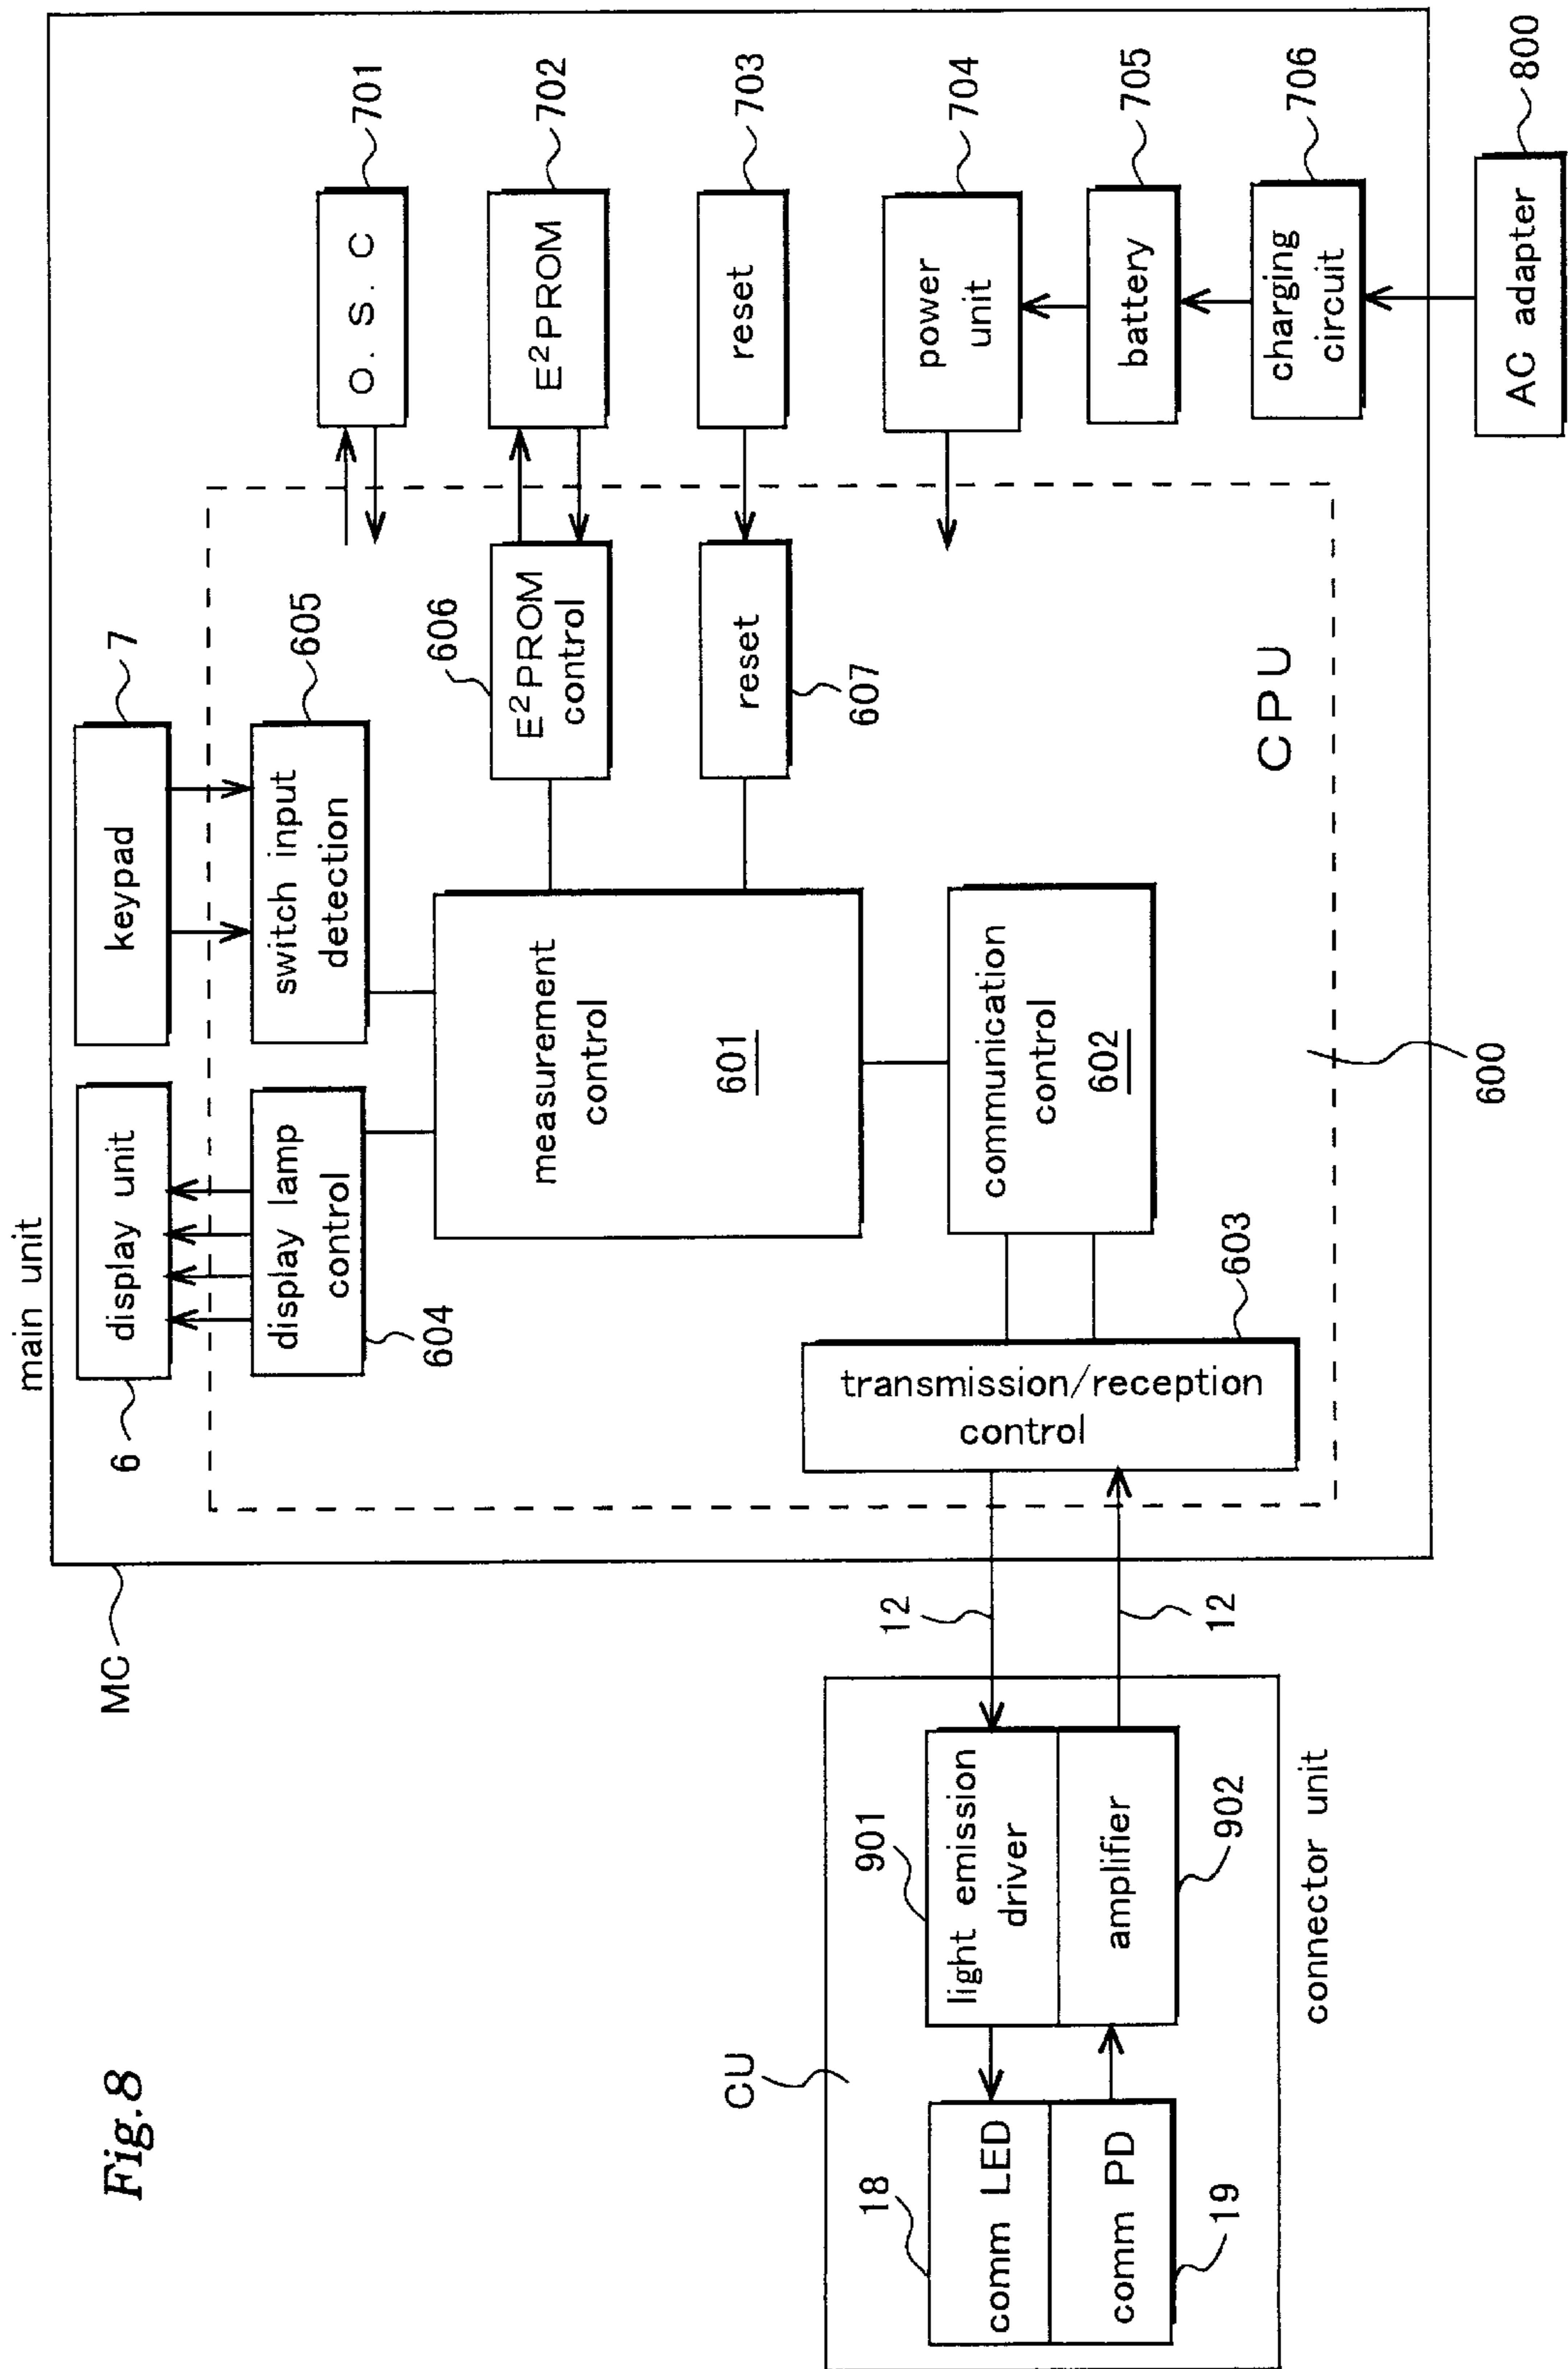 Fig.8
main unit
MC
6
display unit
keypad
7
display lamp
control
604
switch input
detection
605
O. S. C
701
measurement
control
601
E²PROM
control
606
E²PROM
702
reset
607
reset
703
communication
control
602
transmission/reception
control
603
power
unit
704
battery
705
charging
circuit
706
CPU
600
AC adapter
800
12
12
CU
18
comm LED
comm PD
19
901
light emission
driver
amplifier
902
connector unit